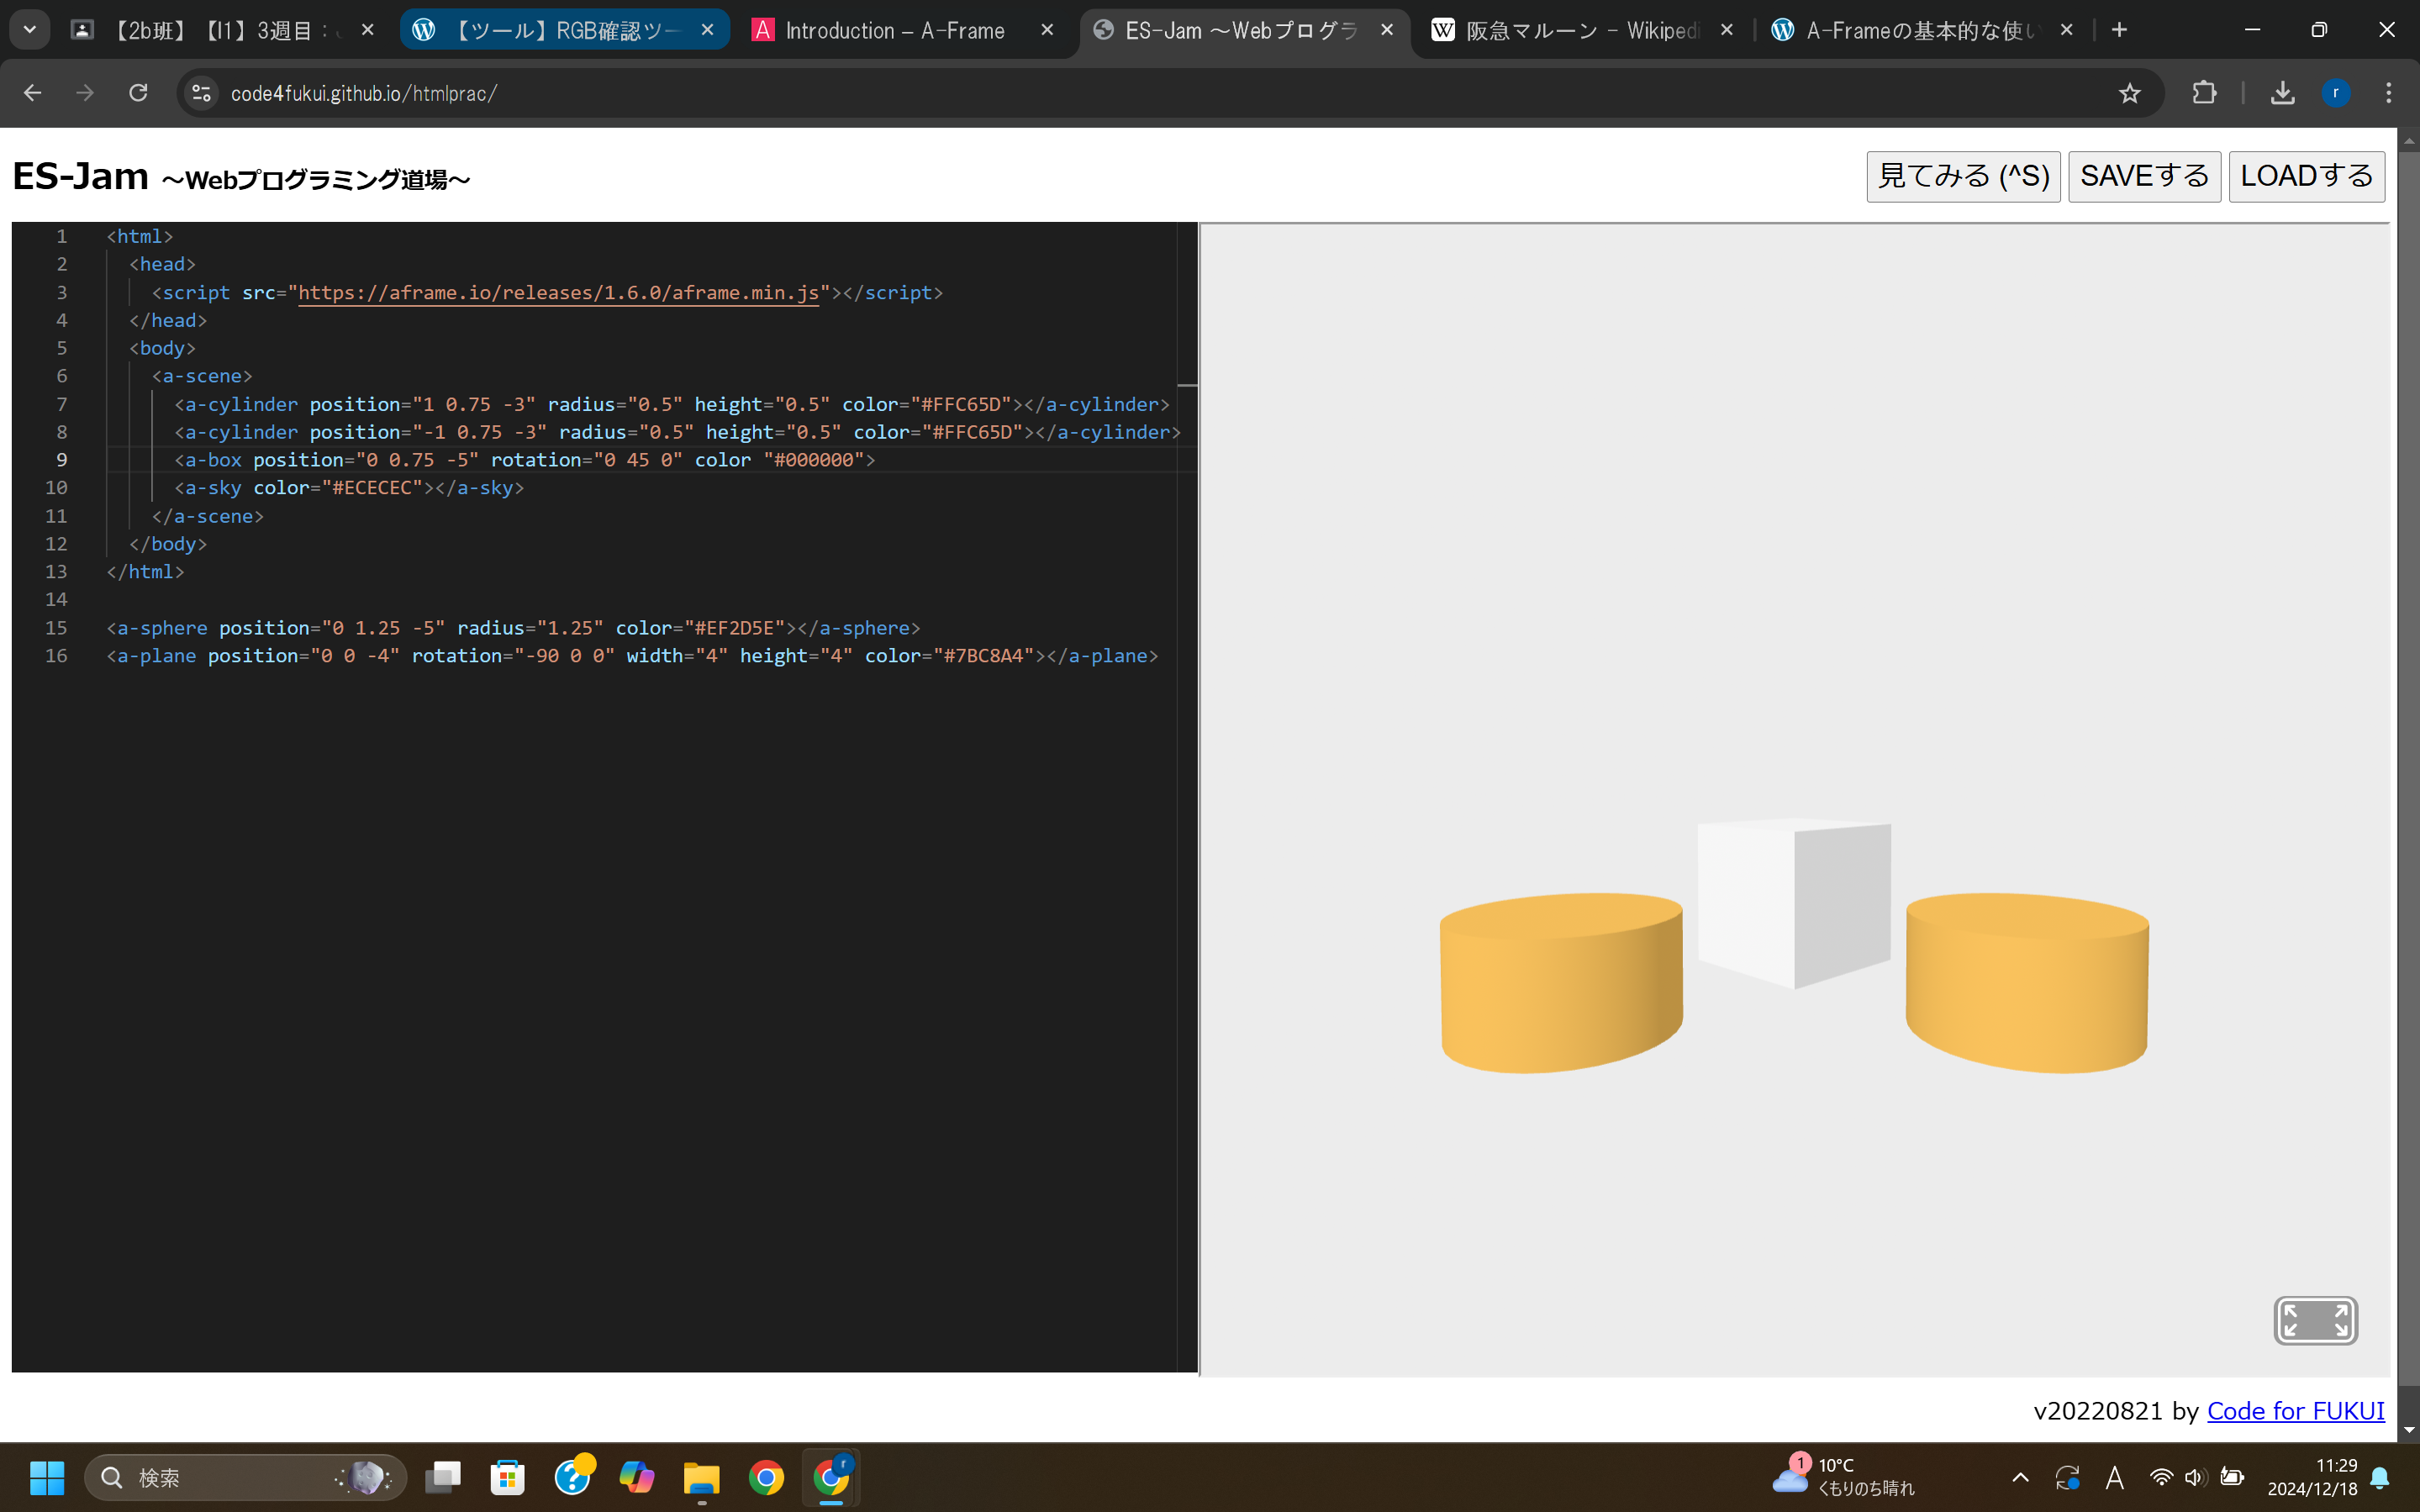 【2b班】【I1】3週目：
【ツール】RGB確認ツー
Introduction – A-Frame
ES-Jam ～Webプログラ
阪急マルーン - Wikipedi
A-Frameの基本的な使い
code4fukui.github.io/htmlprac/
r
ES-Jam ～Webプログラミング道場～
見てみる (^S)
SAVEする
LOADする
1 <html>
2 <head>
3 <script src="https://aframe.io/releases/1.6.0/aframe.min.js"></script>
4 </head>
5 <body>
6 <a-scene>
7 <a-cylinder position="1 0.75 -3" radius="0.5" height="0.5" color="#FFC65D"></a-cylinder>
8 <a-cylinder position="-1 0.75 -3" radius="0.5" height="0.5" color="#FFC65D"></a-cylinder>
9 <a-box position="0 0.75 -5" rotation="0 45 0" color "#000000">
10 <a-sky color="#ECECEC"></a-sky>
11 </a-scene>
12 </body>
13 </html>
14
15 <a-sphere position="0 1.25 -5" radius="1.25" color="#EF2D5E"></a-sphere>
16 <a-plane position="0 0 -4" rotation="-90 0 0" width="4" height="4" color="#7BC8A4"></a-plane>
v20220821 by Code for FUKUI
検索
r
1
10°C
くもりのち晴れ
A
11:29
2024/12/18